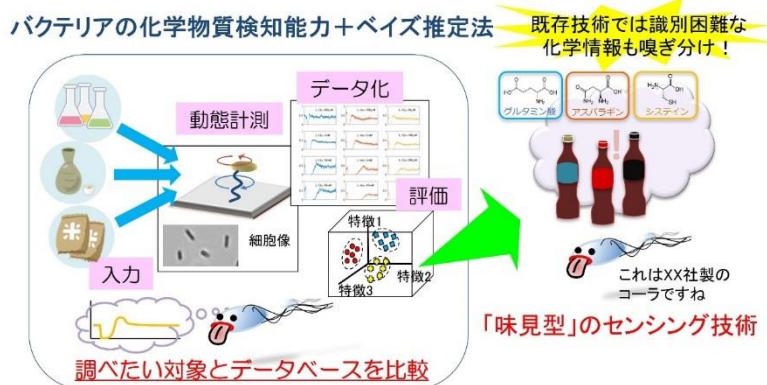 バクテリアの化学物質検知能力＋ベイズ推定法
既存技術では識別困難な
化学情報も嗅ぎ分け！
データ化
動態計測
評価
細胞像
入力
米
米
特徴1
特徴2
特徴3
調べたい対象とデータベースを比較
グルタミン酸
アスパラギン
システイン
これはXX社製の
コーラですね
「味見型」のセンシング技術